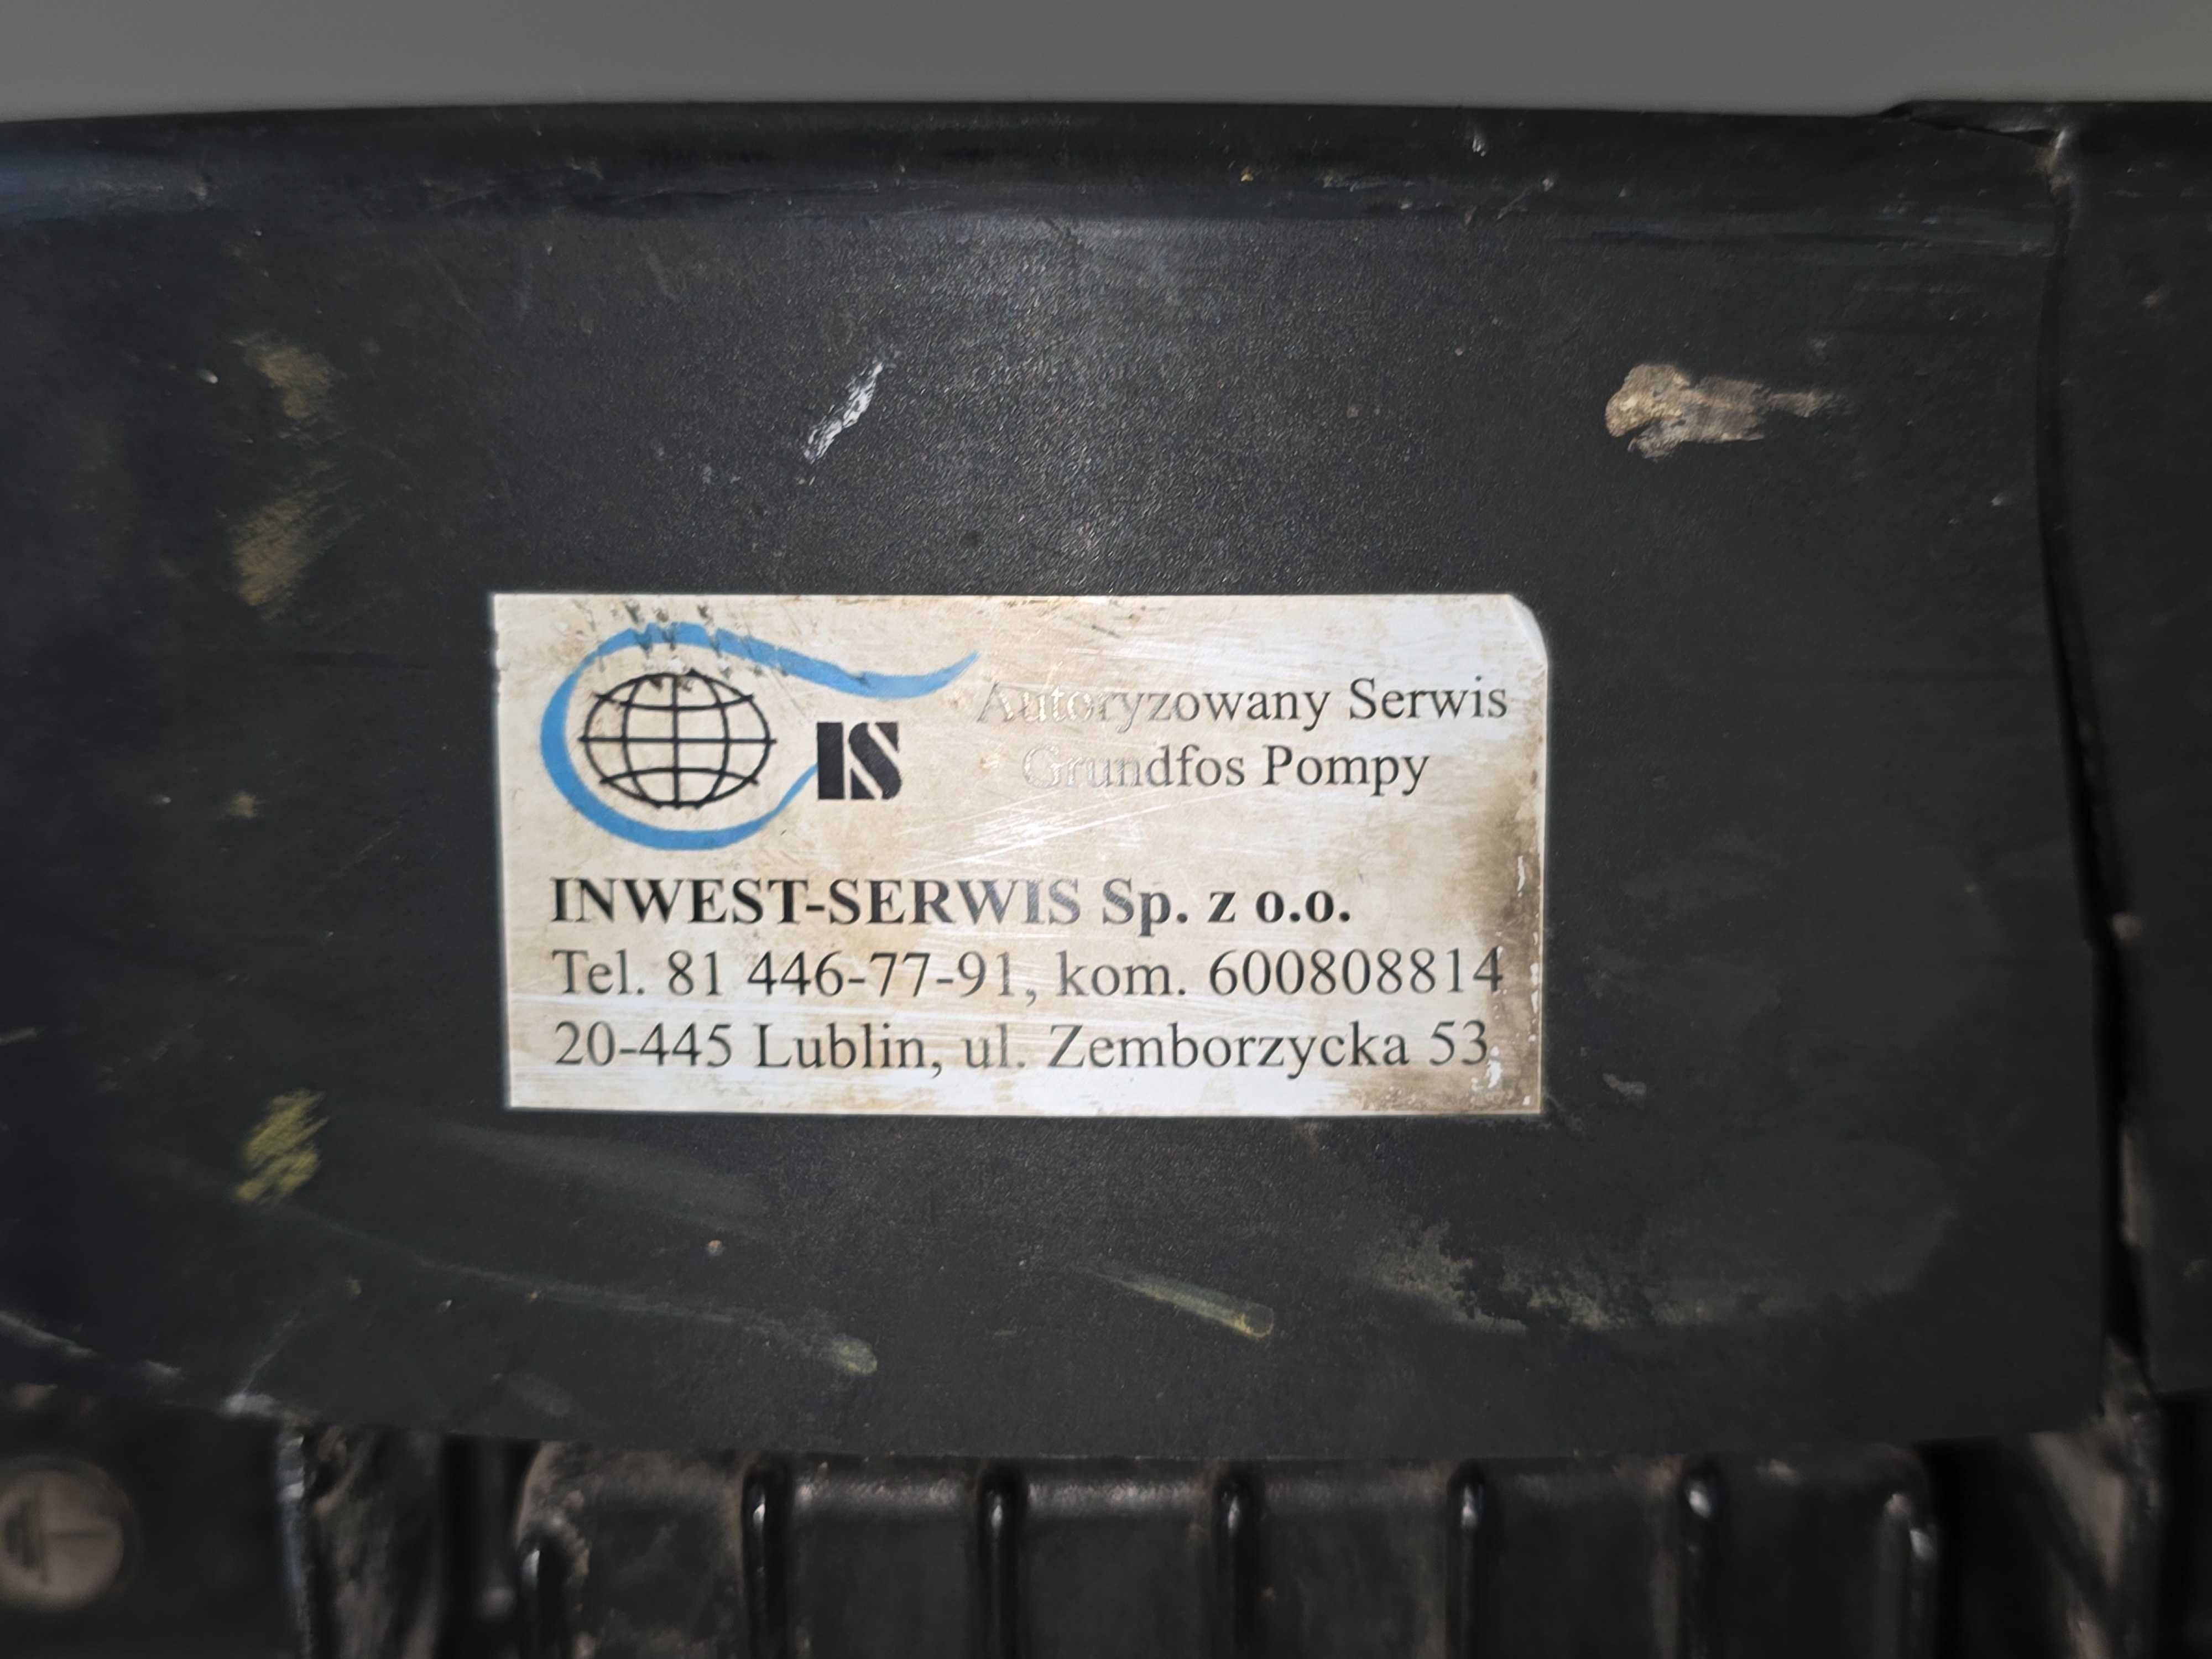 IS
Autoryzowany Serwis
Grundfos Pompy
INWEST-SERWIS Sp. z o.o.
Tel. 81 446-77-91, kom. 600808814
20-445 Lublin, ul. Zemborzycka 53